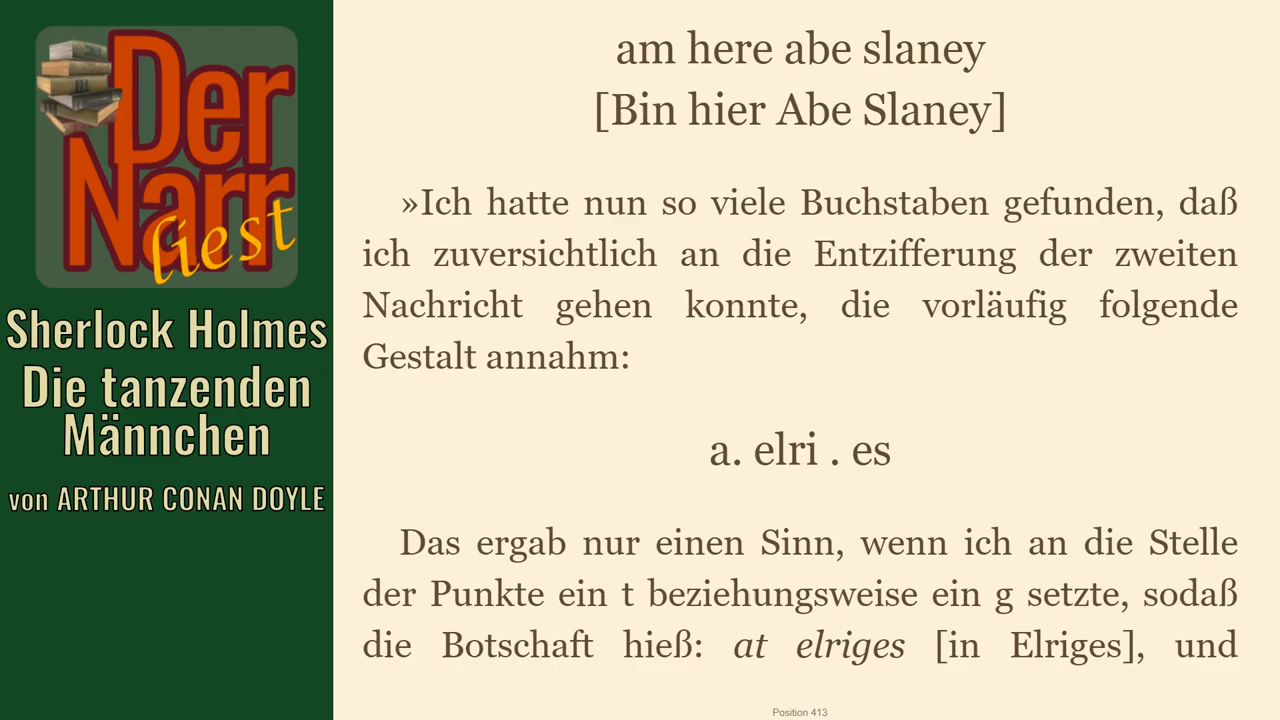 Der
Narr
liest
Sherlock Holmes
Die tanzenden
Männchen
von ARTHUR CONAN DOYLE
am here abe slaney
[Bin hier Abe Slaney]
»Ich hatte nun so viele Buchstaben gefunden, daß
ich zuversichtlich an die Entzifferung der zweiten
Nachricht gehen konnte, die vorläufig folgende
Gestalt annahm:
a. elri . es
Das ergab nur einen Sinn, wenn ich an die Stelle
der Punkte ein t beziehungsweise ein g setzte, sodaß
die Botschaft hieß: at elriges [in Elriges], und
Position 413